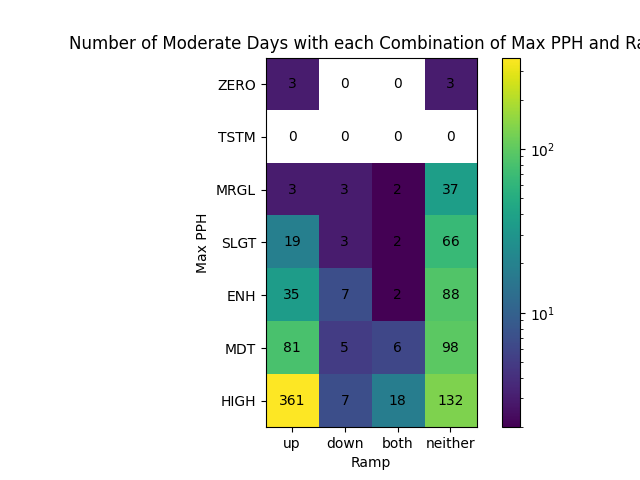 Number of Moderate Days with each Combination of Max PPH and Ra
ZERO 3 0 0 3
TSTM 0 0 0 0
MRGL 3 3 2 37
SLGT 19 3 2 66
ENH 35 7 2 88
MDT 81 5 6 98
HIGH 361 7 18 132
up down both neither
Ramp
Max PPH
10²
10¹